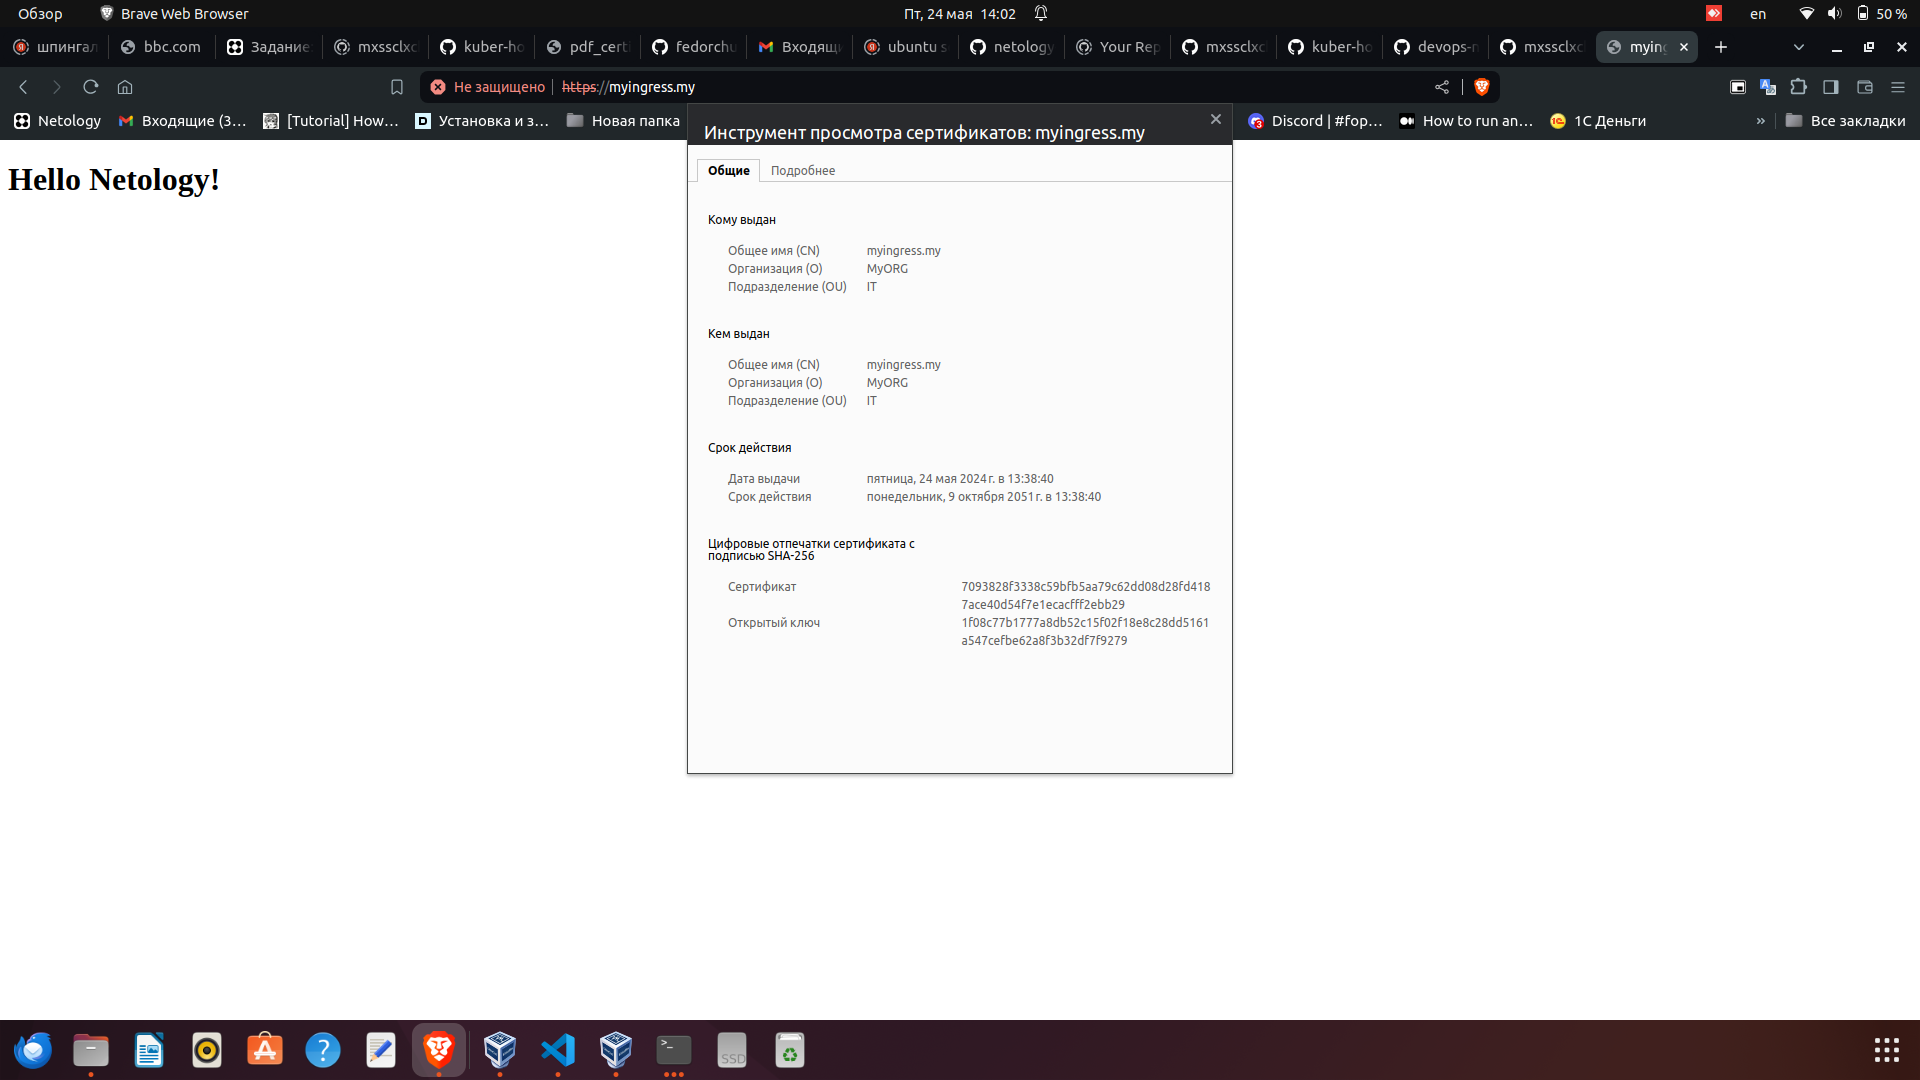 Обзор
Brave Web Browser
Пт, 24 мая 14:02
en
50 %
шпингал
bbc.com
Задание
mxssclxc
kuber-ho
pdf_certi
fedorchu
Входящи
ubuntu s
netology
Your Rep
mxssclxc
kuber-ho
devops-n
mxssclxc
mying
Не защищено
https://myingress.my
Netology
Входящие (3…
[Tutorial] How…
Установка и з…
Новая папка
Discord | #fop…
How to run an…
1С Деньги
»
Все закладки
Hello Netology!
Инструмент просмотра сертификатов: myingress.my
Общие
Подробнее
Кому выдан
Общее имя (CN) myingress.my
Организация (O) MyORG
Подразделение (OU) IT
Кем выдан
Общее имя (CN) myingress.my
Организация (O) MyORG
Подразделение (OU) IT
Срок действия
Дата выдачи пятница, 24 мая 2024 г. в 13:38:40
Срок действия понедельник, 9 октября 2051 г. в 13:38:40
Цифровые отпечатки сертификата с
подписью SHA-256
Сертификат 7093828f3338c59bfb5aa79c62dd08d28fd418
7ace40d54f7e1ecacfff2ebb29
Открытый ключ 1f08c77b1777a8db52c15f02f18e8c28dd5161
a547cefbe62a8f3b32df7f9279
SSD